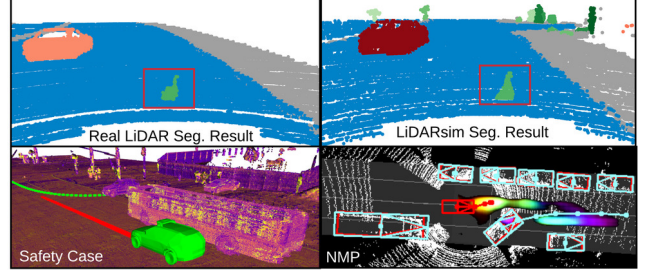 Real LiDAR Seg. Result
LiDARsim Seg. Result
Safety Case
NMP